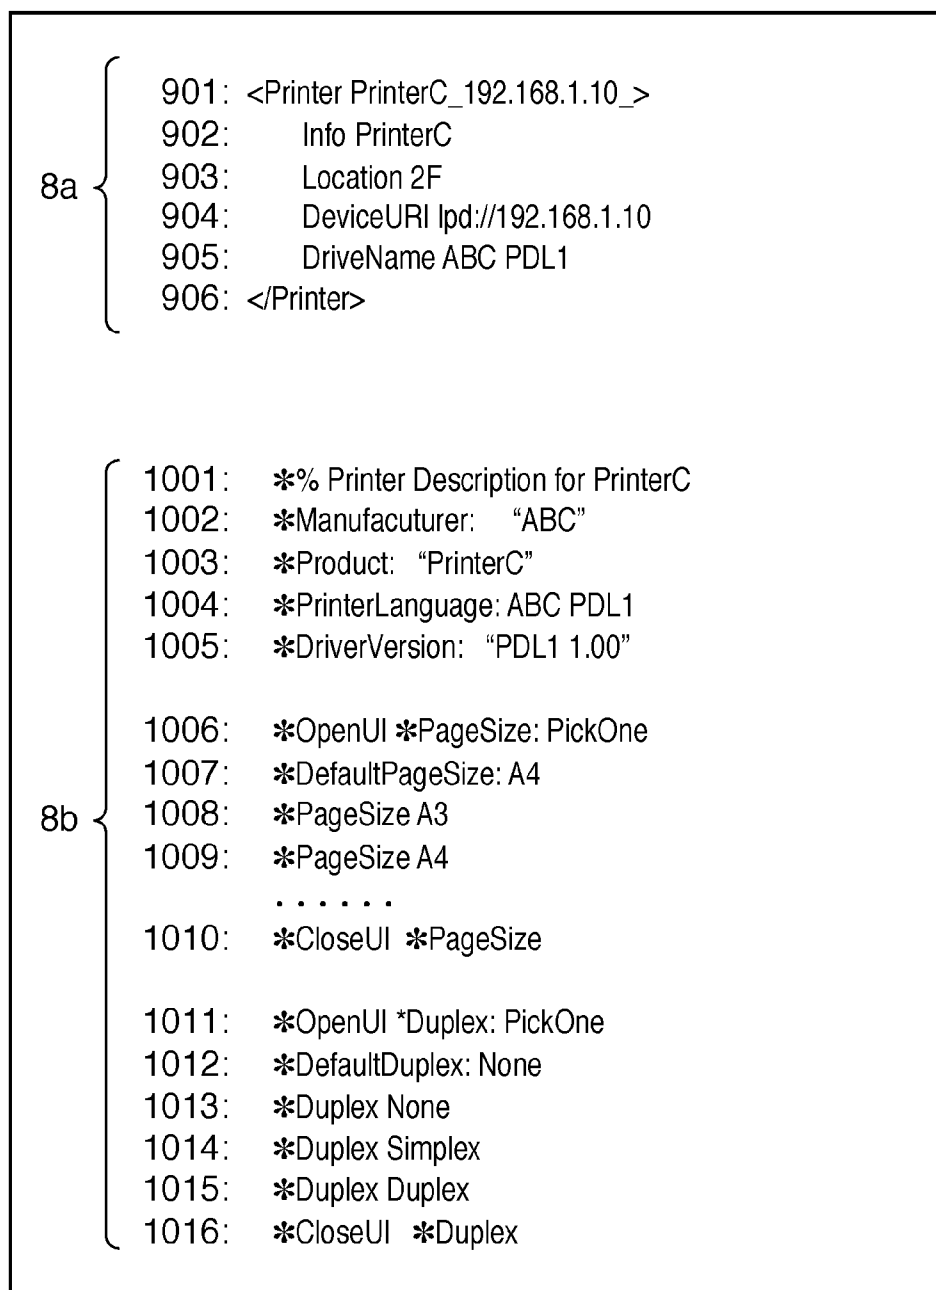 8a
901: <Printer PrinterC_192.168.1.10_>
902: Info PrinterC
903: Location 2F
904: DeviceURI lpd://192.168.1.10
905: DriveName ABC PDL1
906: </Printer>
8b
1001: *% Printer Description for PrinterC
1002: *Manufacuturer: “ABC”
1003: *Product: “PrinterC”
1004: *PrinterLanguage: ABC PDL1
1005: *DriverVersion: “PDL1 1.00”
1006: *OpenUI *PageSize: PickOne
1007: *DefaultPageSize: A4
1008: *PageSize A3
1009: *PageSize A4
. . . . . .
1010: *CloseUI *PageSize
1011: *OpenUI *Duplex: PickOne
1012: *DefaultDuplex: None
1013: *Duplex None
1014: *Duplex Simplex
1015: *Duplex Duplex
1016: *CloseUI *Duplex